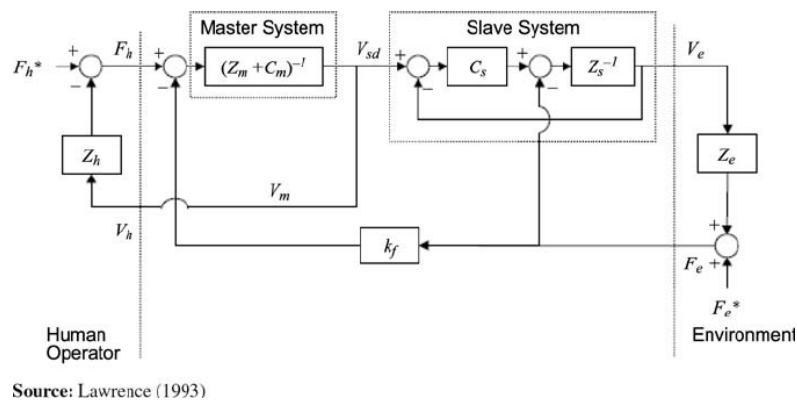 Master System
Slave System
F_h*
+
−
F_h
+
−
(Z_m + C_m)^-1
V_sd
+
−
C_s
+
−
Z_s^-1
V_e
Z_h
Z_e
V_m
V_h
k_f
+
+
F_e
F_e*
Human
Operator
Environment
Source: Lawrence (1993)